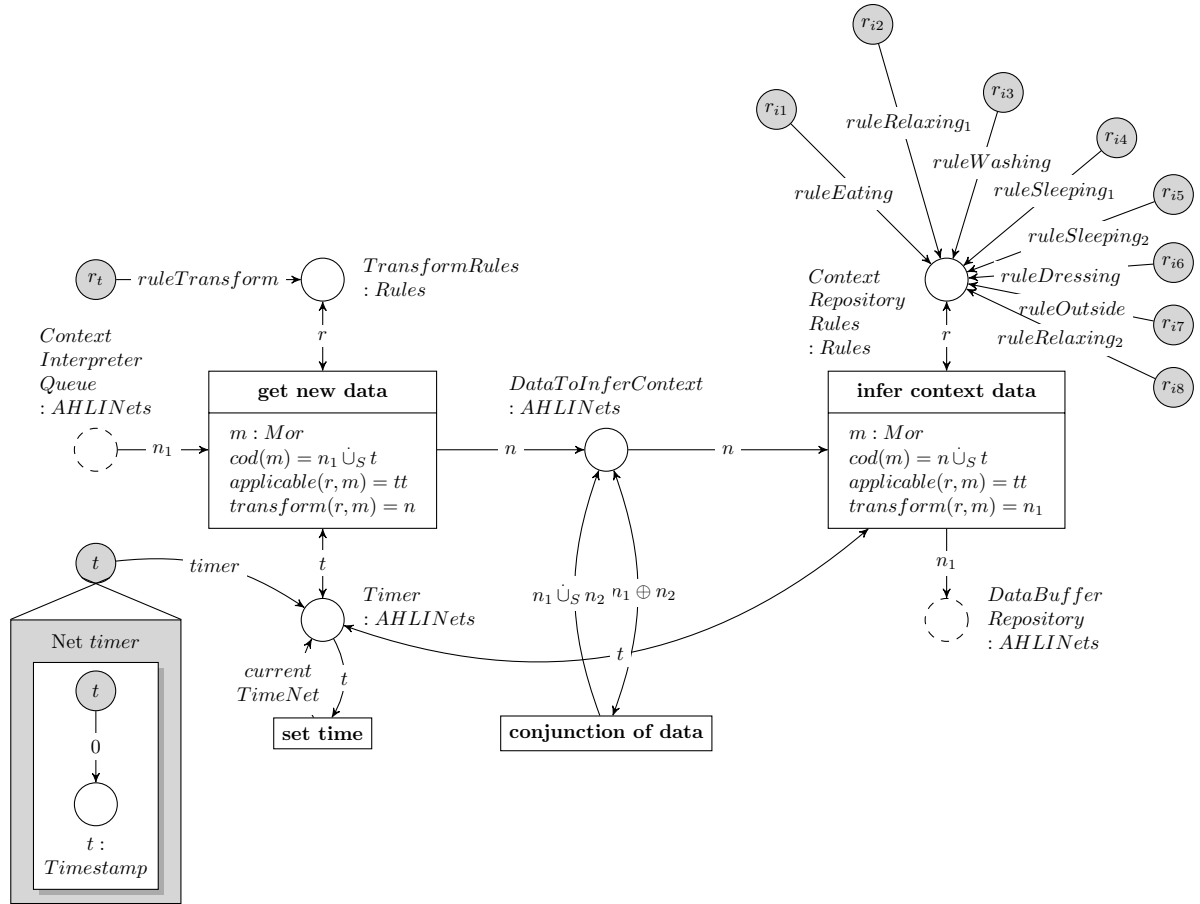 r_{i2}
r_{i3}
r_{i1}
r_{i4}
ruleRelaxing_1
ruleWashing
ruleEating
ruleSleeping_1
r_{i5}
ruleSleeping_2
r_{i6}
ruleDressing
r_t
ruleTransform
TransformRules
: Rules
Context
Repository
Rules
: Rules
ruleOutside
r_{i7}
ruleRelaxing_2
r_{i8}
r
r
Context
Interpreter
Queue
: AHLINets
get new data
DataToInferContext
: AHLINets
infer context data
n_1
m : Mor
cod(m) = n_1 ∪̇_S t
applicable(r, m) = tt
transform(r, m) = n
n
n
m : Mor
cod(m) = n ∪̇_S t
applicable(r, m) = tt
transform(r, m) = n_1
t
timer
t
n_1
Timer
: AHLINets
n_1 ∪̇_S n_2
n_1 ⊕ n_2
DataBuffer
Repository
: AHLINets
Net timer
t
current
TimeNet
t
t
set time
conjunction of data
0
t :
Timestamp